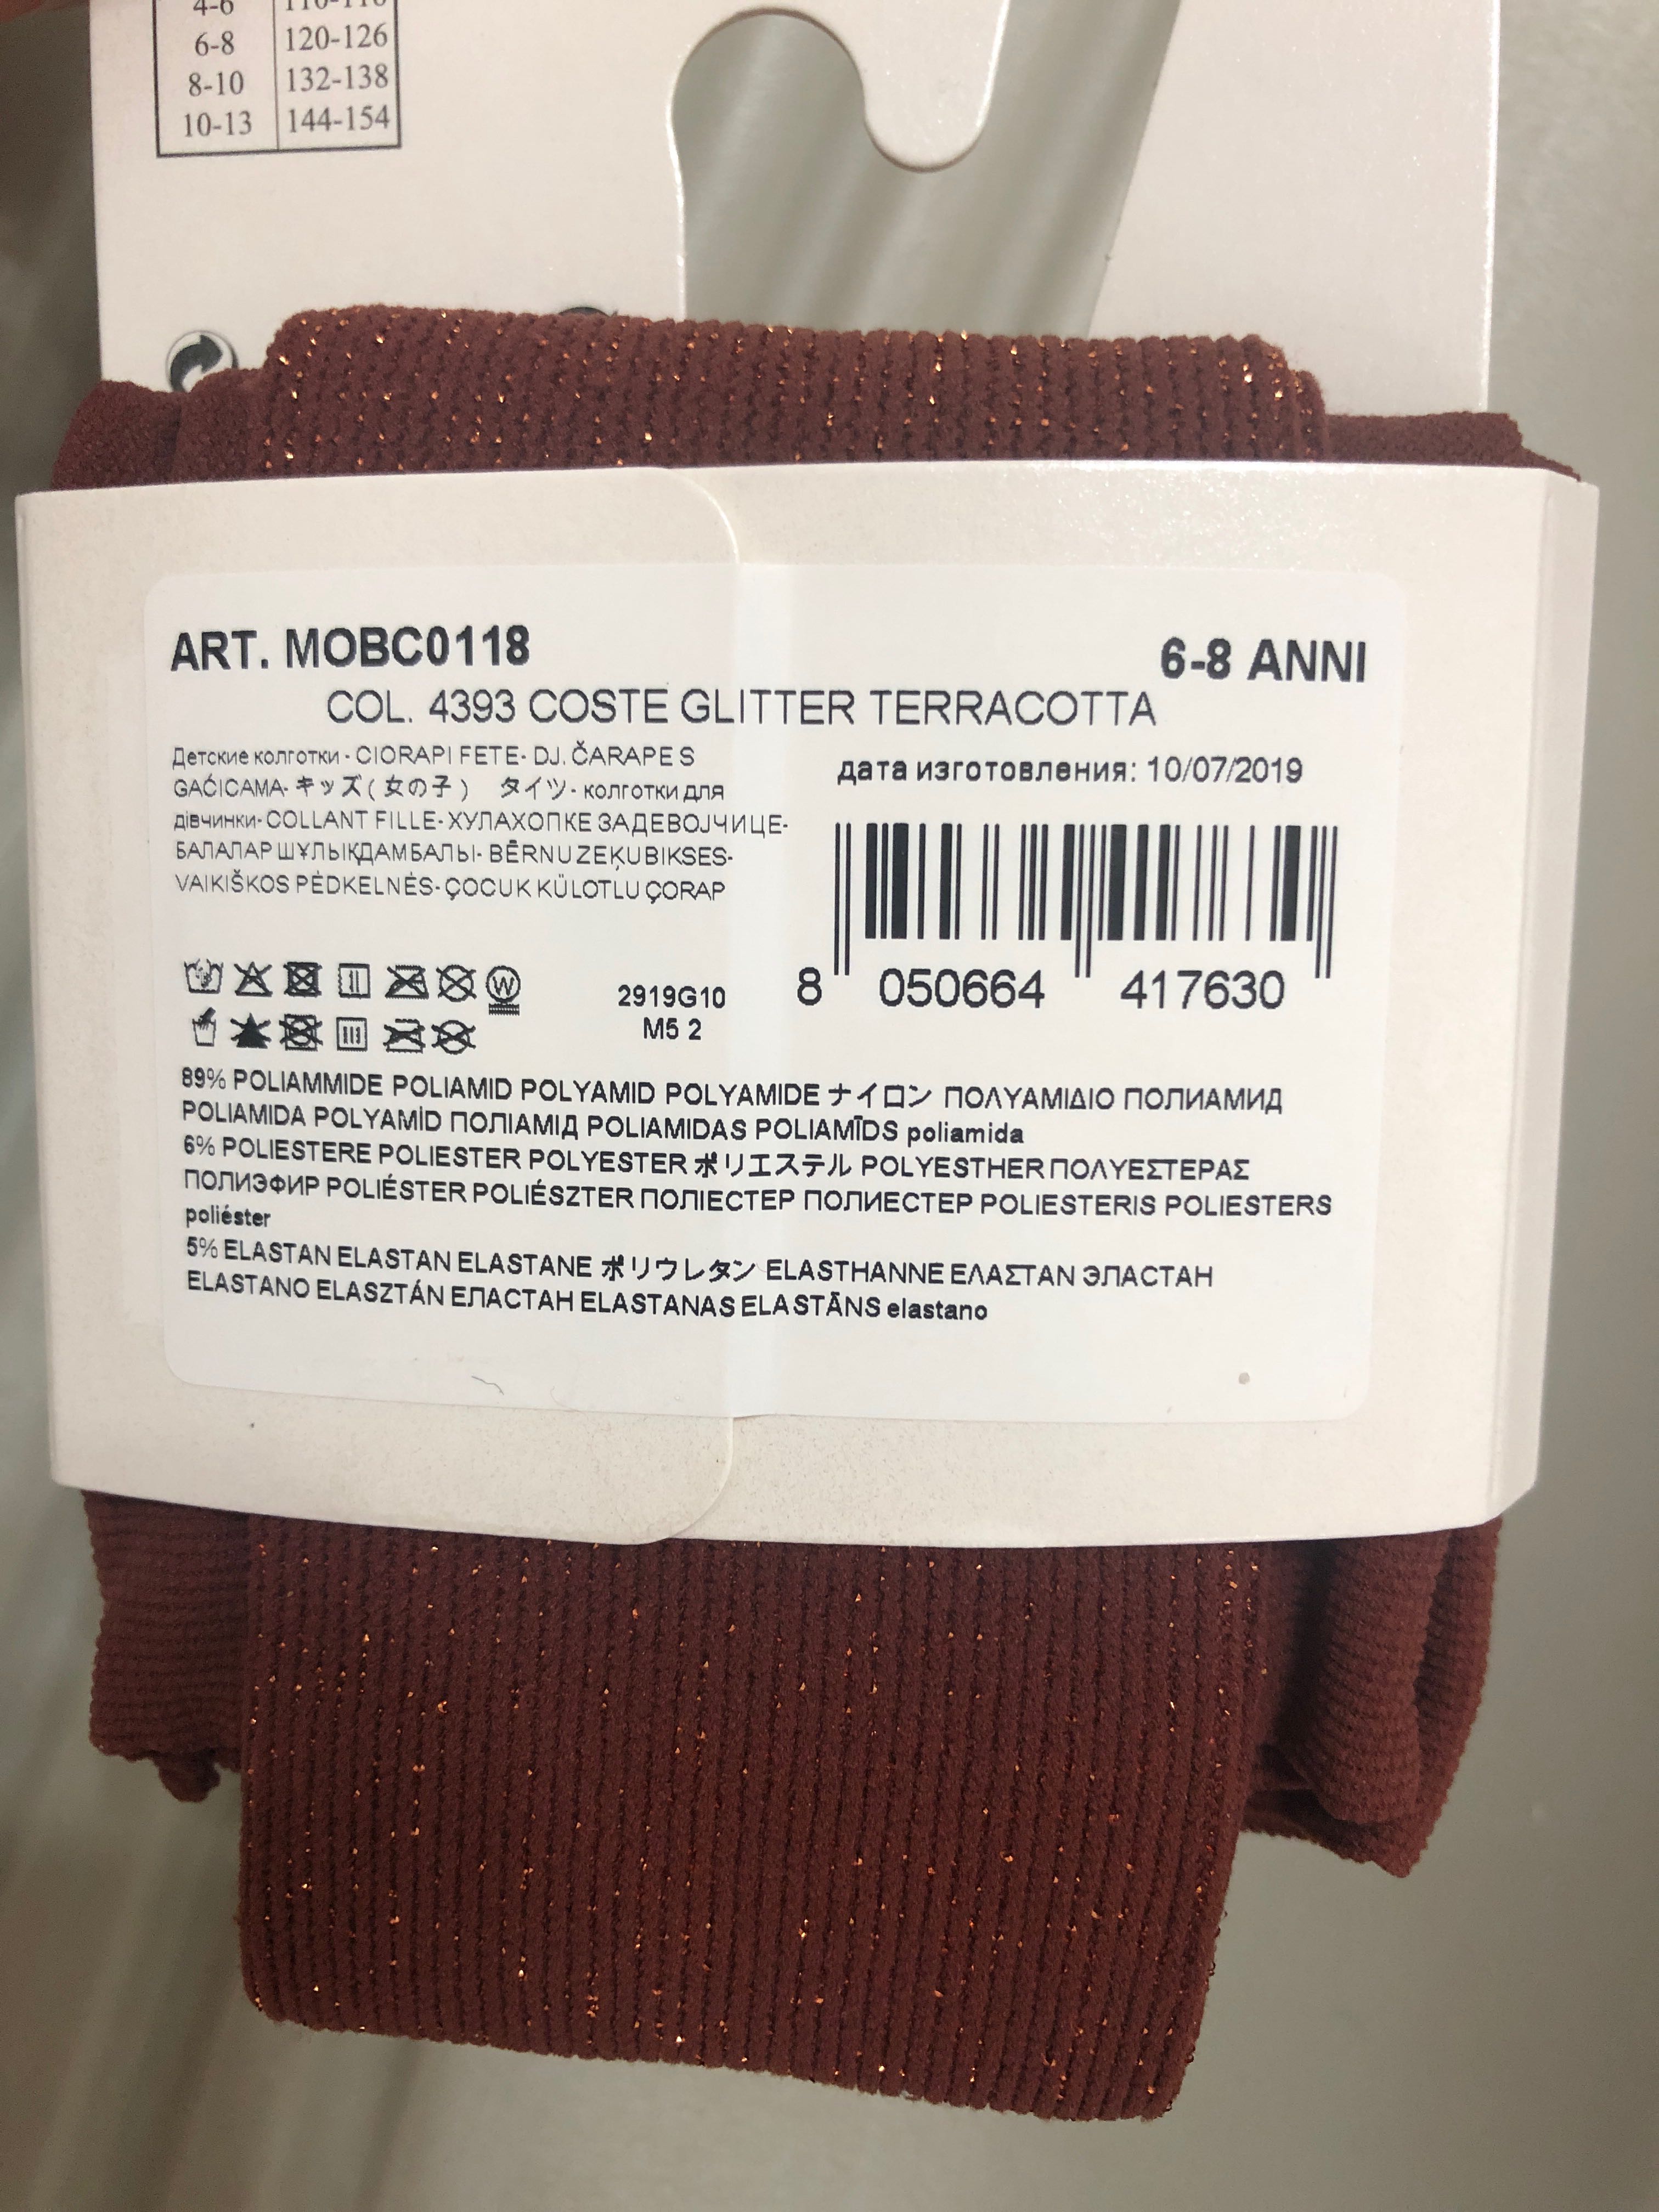 4-6 110-116
6-8 120-126
8-10 132-138
10-13 144-154
ART. MOBC0118
6-8 ANNI
COL. 4393 COSTE GLITTER TERRACOTTA
Детские колготки - CIORAPI FETE- DJ. ČARAPE S
GAĆICAMA- キッズ ( 女の子 ) タイツ - колготки для
дівчинки- COLLANT FILLE- ХУЛАХОПКЕ ЗА ДЕВОЈЧИЦЕ-
БАЛАЛАР ШҰЛЫҚДАМБАЛЫ- BĒRNU ZEĶUBIKSES-
VAIKIŠKOS PĖDKELNĖS- ÇOCUK KÜLOTLU ÇORAP
дата изготовления: 10/07/2019
8 050664 417630
2919G10
M5 2
89% POLIAMMIDE POLIAMID POLYAMID POLYAMIDE ナイロン ΠΟΛΥΑΜΙΔΙΟ ПОЛИАМИД
POLIAMIDA POLYAMİD ПОЛІАМІД POLIAMIDAS POLIAMĪDS poliamida
6% POLIESTERE POLIESTER POLYESTER ポリエステル POLYESTHER ΠΟΛΥΕΣΤΕΡΑΣ
ПОЛИЭФИР POLIÉSTER POLIÉSZTER ПОЛІЕСТЕР ПОЛИЕСТЕР POLIESTERIS POLIESTERS
poliéster
5% ELASTAN ELASTAN ELASTANE ポリウレタン ELASTHANNE ΕΛΑΣΤΑΝ ЭЛАСТАН
ELASTANO ELASZTÁN ЕЛАСТАН ELASTANAS ELASTĀNS elastano